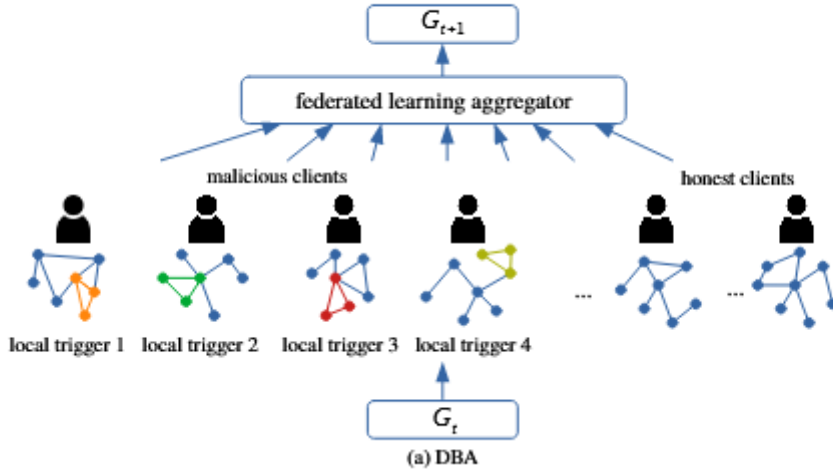 G_{t+1}
federated learning aggregator
malicious clients honest clients
... ...
local trigger 1 local trigger 2 local trigger 3 local trigger 4
G_t
(a) DBA